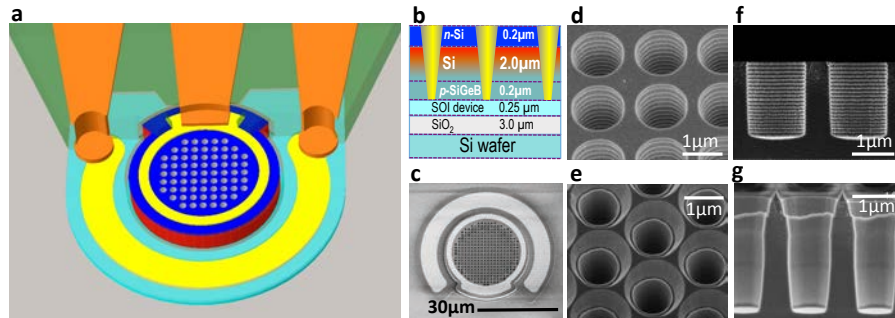 a
b
n-Si 0.2µm
Si 2.0µm
p-SiGeB 0.2µm
SOI device 0.25 µm
SiO₂ 3.0 µm
Si wafer
c
30µm
d
1µm
e
1µm
f
1µm
g
1µm